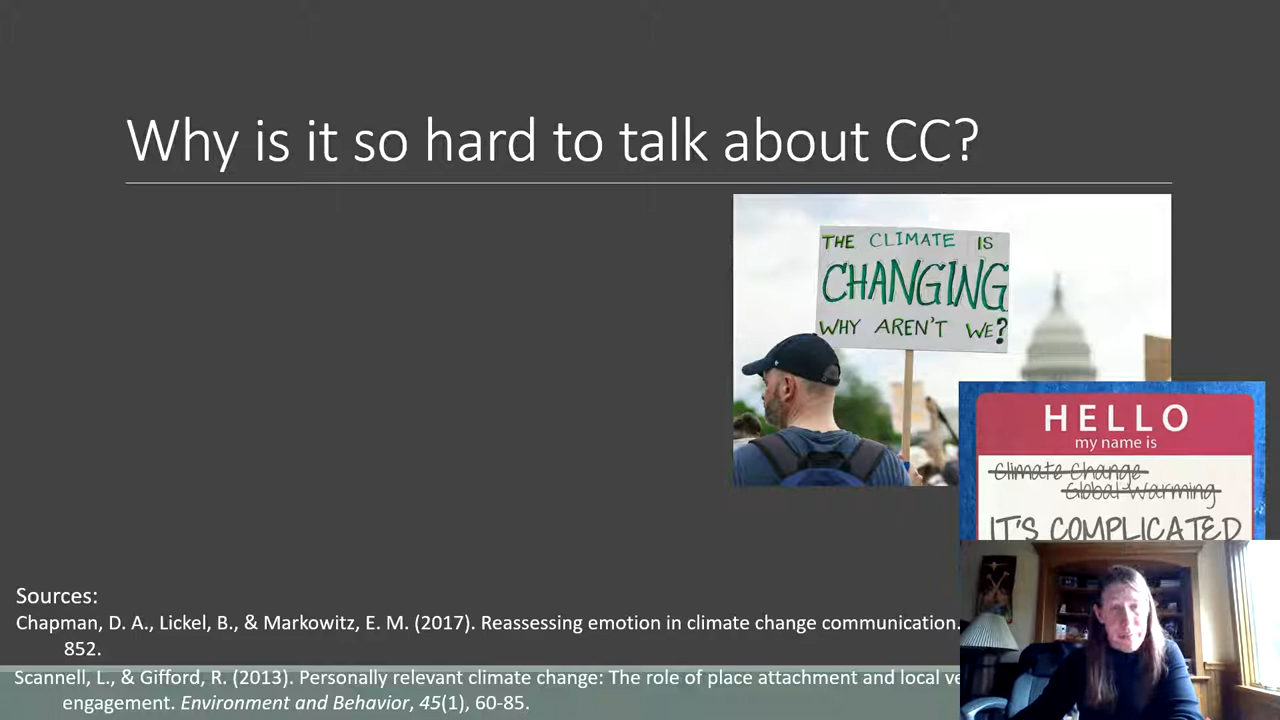 Why is it so hard to talk about CC?
THE CLIMATE IS
CHANGING
WHY AREN'T WE?
HELLO
my name is
Climate Change
Global Warming
IT'S COMPLICATED
Sources:
Chapman, D. A., Lickel, B., & Markowitz, E. M. (2017). Reassessing emotion in climate change communication.
852.
Scannell, L., & Gifford, R. (2013). Personally relevant climate change: The role of place attachment and local
engagement. Environment and Behavior, 45(1), 60-85.